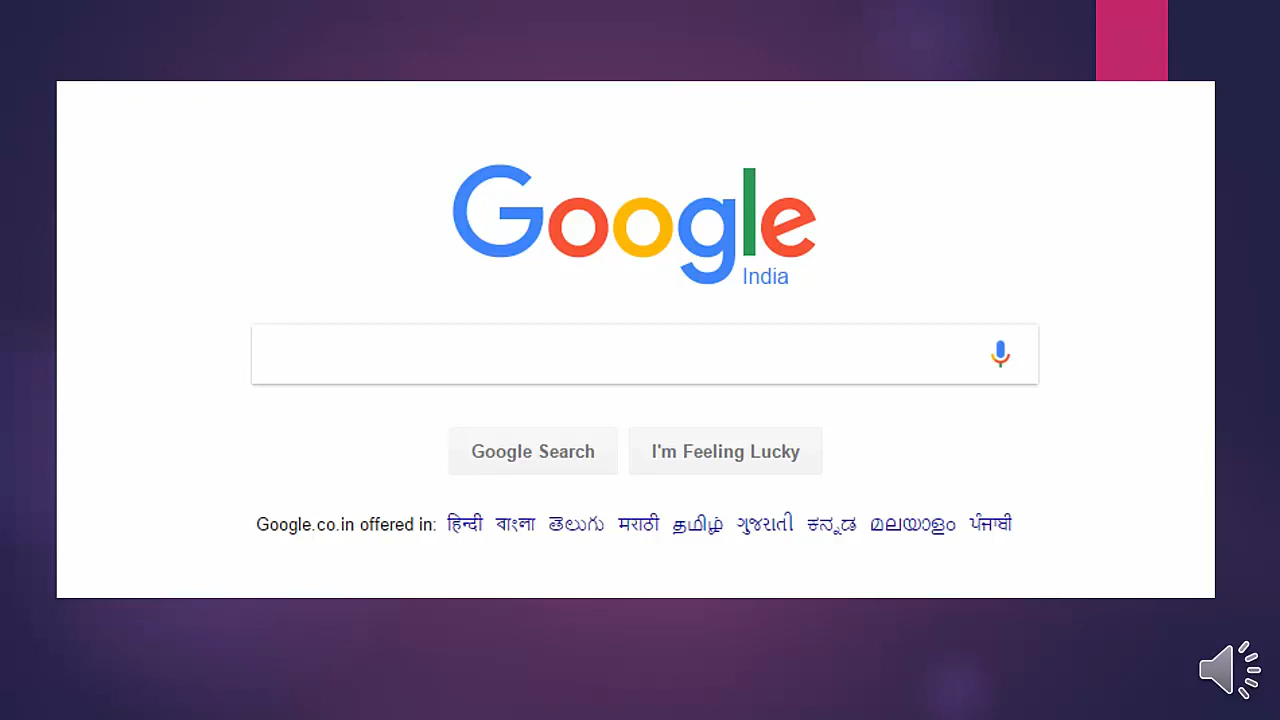 Google
India
Google Search
I'm Feeling Lucky
Google.co.in offered in: हिन्दी বাংলা తెలుగు मराठी தமிழ் ગુજરાતી ಕನ್ನಡ മലയാളം ਪੰਜਾਬੀ